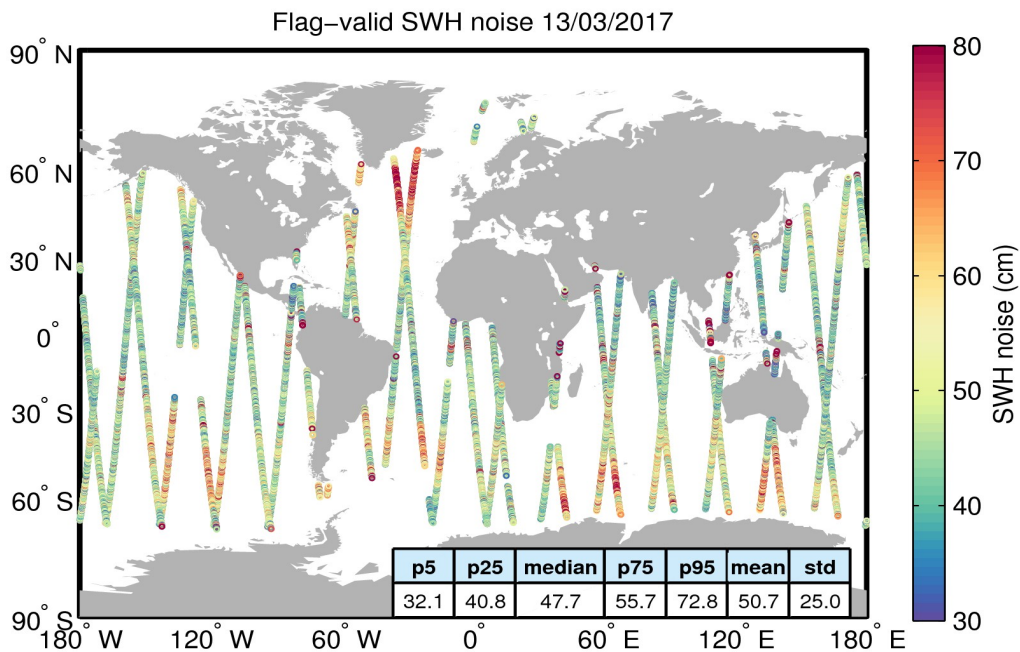 Flag−valid SWH noise 13/03/2017
90° N
60° N
30° N
0°
30° S
60° S
90° S
180° W
120° W
60° W
0°
60° E
120° E
180° E
80
70
60
50
40
30
SWH noise (cm)
p5 p25 median p75 p95 mean std
32.1 40.8 47.7 55.7 72.8 50.7 25.0